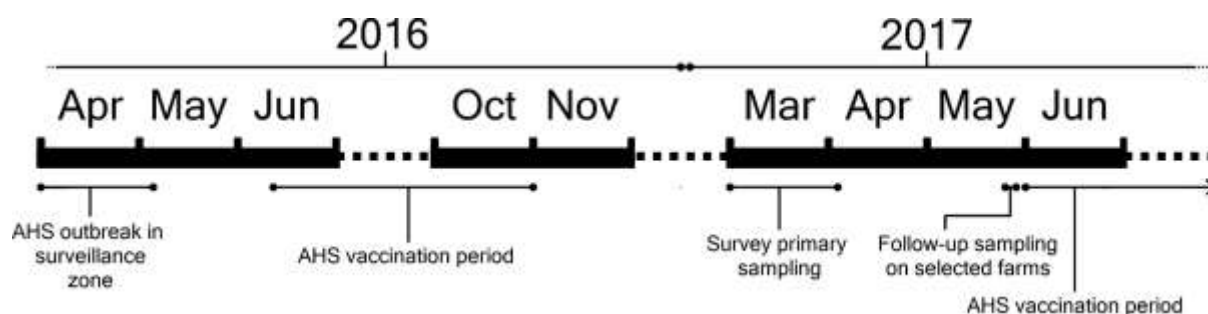 2016
2017
Apr
May
Jun
Oct
Nov
Mar
Apr
May
Jun
AHS outbreak in
surveillance
zone
AHS vaccination period
Survey primary
sampling
Follow-up sampling
on selected farms
AHS vaccination period